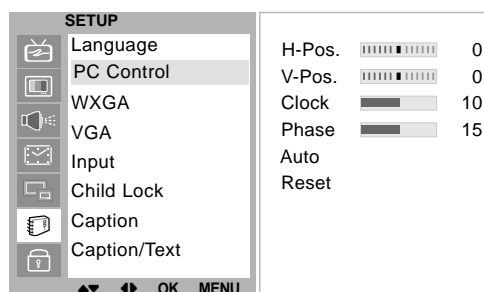 SETUP
Language
PC Control
WXGA
VGA
Input
Child Lock
Caption
Caption/Text
OK MENU
H-Pos. 0
V-Pos. 0
Clock 10
Phase 15
Auto
Reset